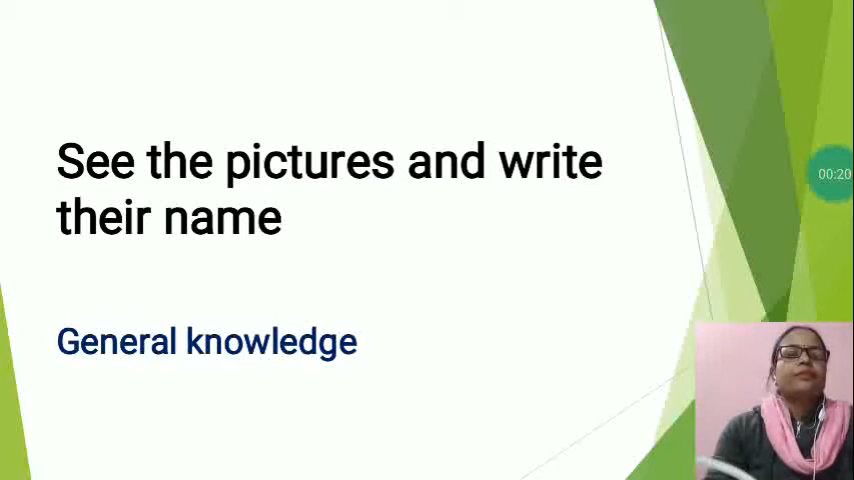 See the pictures and write
their name
General knowledge
00:20